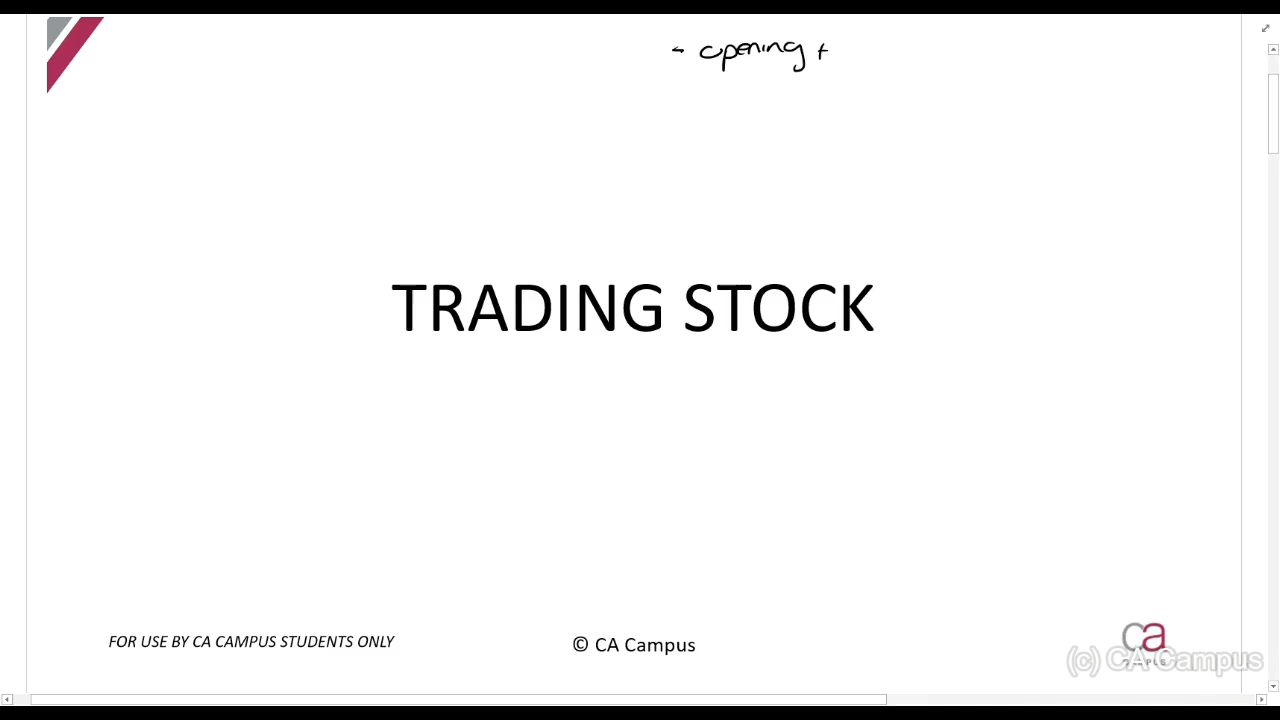 - opening +
TRADING STOCK
FOR USE BY CA CAMPUS STUDENTS ONLY
© CA Campus
ca
(c) CA Campus